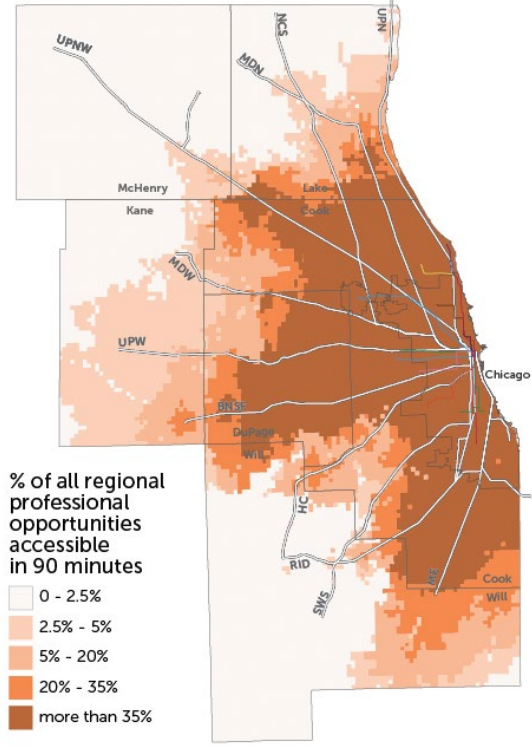 UPN
NCS
UPNW
MDN
McHenry
Lake
Kane
Cook
MDW
UPW
Chicago
BNSF
DuPage
Will
% of all regional
professional
opportunities
accessible
in 90 minutes
HC
RID
ME
Cook
SWS
Will
0 - 2.5%
2.5% - 5%
5% - 20%
20% - 35%
more than 35%